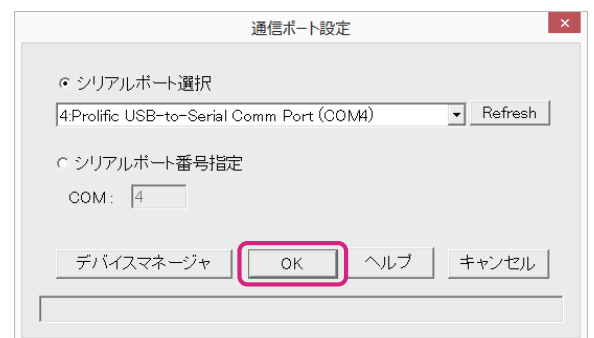 通信ポート設定
シリアルポート選択
4:Prolific USB-to-Serial Comm Port (COM4)
Refresh
シリアルポート番号指定
COM: 4
デバイスマネージャ OK ヘルプ キャンセル